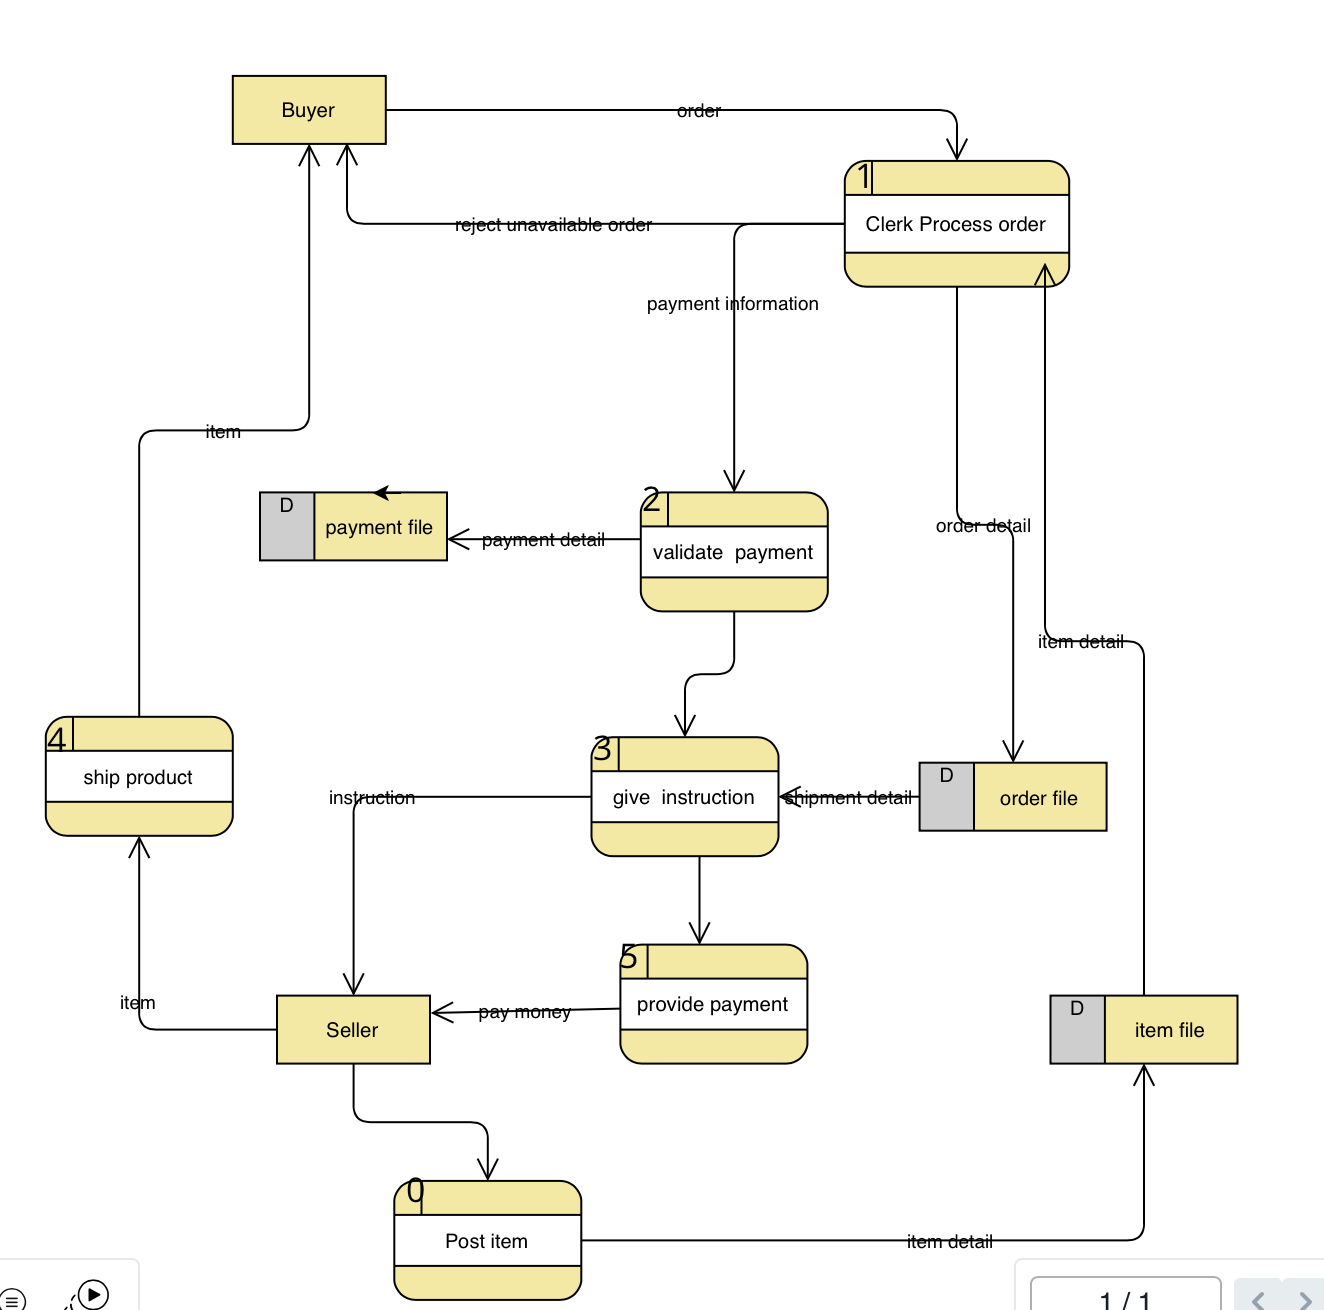 Buyer
order
1
Clerk Process order
reject unavailable order
payment information
item
2
D
payment file
payment detail
validate  payment
order detail
item detail
4
ship product
3
give  instruction
instruction
shipment detail
D
order file
5
provide payment
pay money
item
Seller
D
item file
0
Post item
item detail
1 / 1